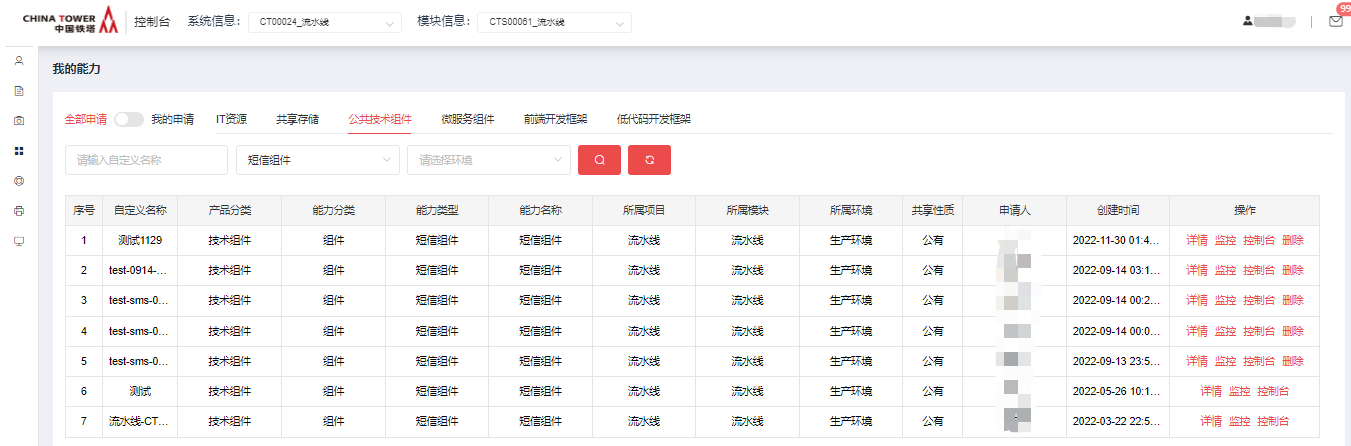 CHINA TOWER 中国铁塔 控制台 系统信息: CT00024_流水线 模块信息: CTS00061_流水线 99
我的能力
全部申请 我的申请 IT资源 共享存储 公共技术组件 微服务组件 前端开发框架 低代码开发框架
请输入自定义名称 短信组件 请选择环境
序号 自定义名称 产品分类 能力分类 能力类型 能力名称 所属项目 所属模块 所属环境 共享性质 申请人 创建时间 操作
1 测试1129 技术组件 组件 短信组件 短信组件 流水线 流水线 生产环境 公有 2022-11-30 01:4... 详情 监控 控制台 删除
2 test-0914-... 技术组件 组件 短信组件 短信组件 流水线 流水线 生产环境 公有 2022-09-14 03:1... 详情 监控 控制台 删除
3 test-sms-0... 技术组件 组件 短信组件 短信组件 流水线 流水线 生产环境 公有 2022-09-14 00:2... 详情 监控 控制台 删除
4 test-sms-0... 技术组件 组件 短信组件 短信组件 流水线 流水线 生产环境 公有 2022-09-14 00:0... 详情 监控 控制台 删除
5 test-sms-0... 技术组件 组件 短信组件 短信组件 流水线 流水线 生产环境 公有 2022-09-13 23:5... 详情 监控 控制台 删除
6 测试 技术组件 组件 短信组件 短信组件 流水线 流水线 生产环境 公有 2022-05-26 10:1... 详情 监控 控制台
7 流水线-CT... 技术组件 组件 短信组件 短信组件 流水线 流水线 生产环境 公有 2022-03-22 22:5... 详情 监控 控制台